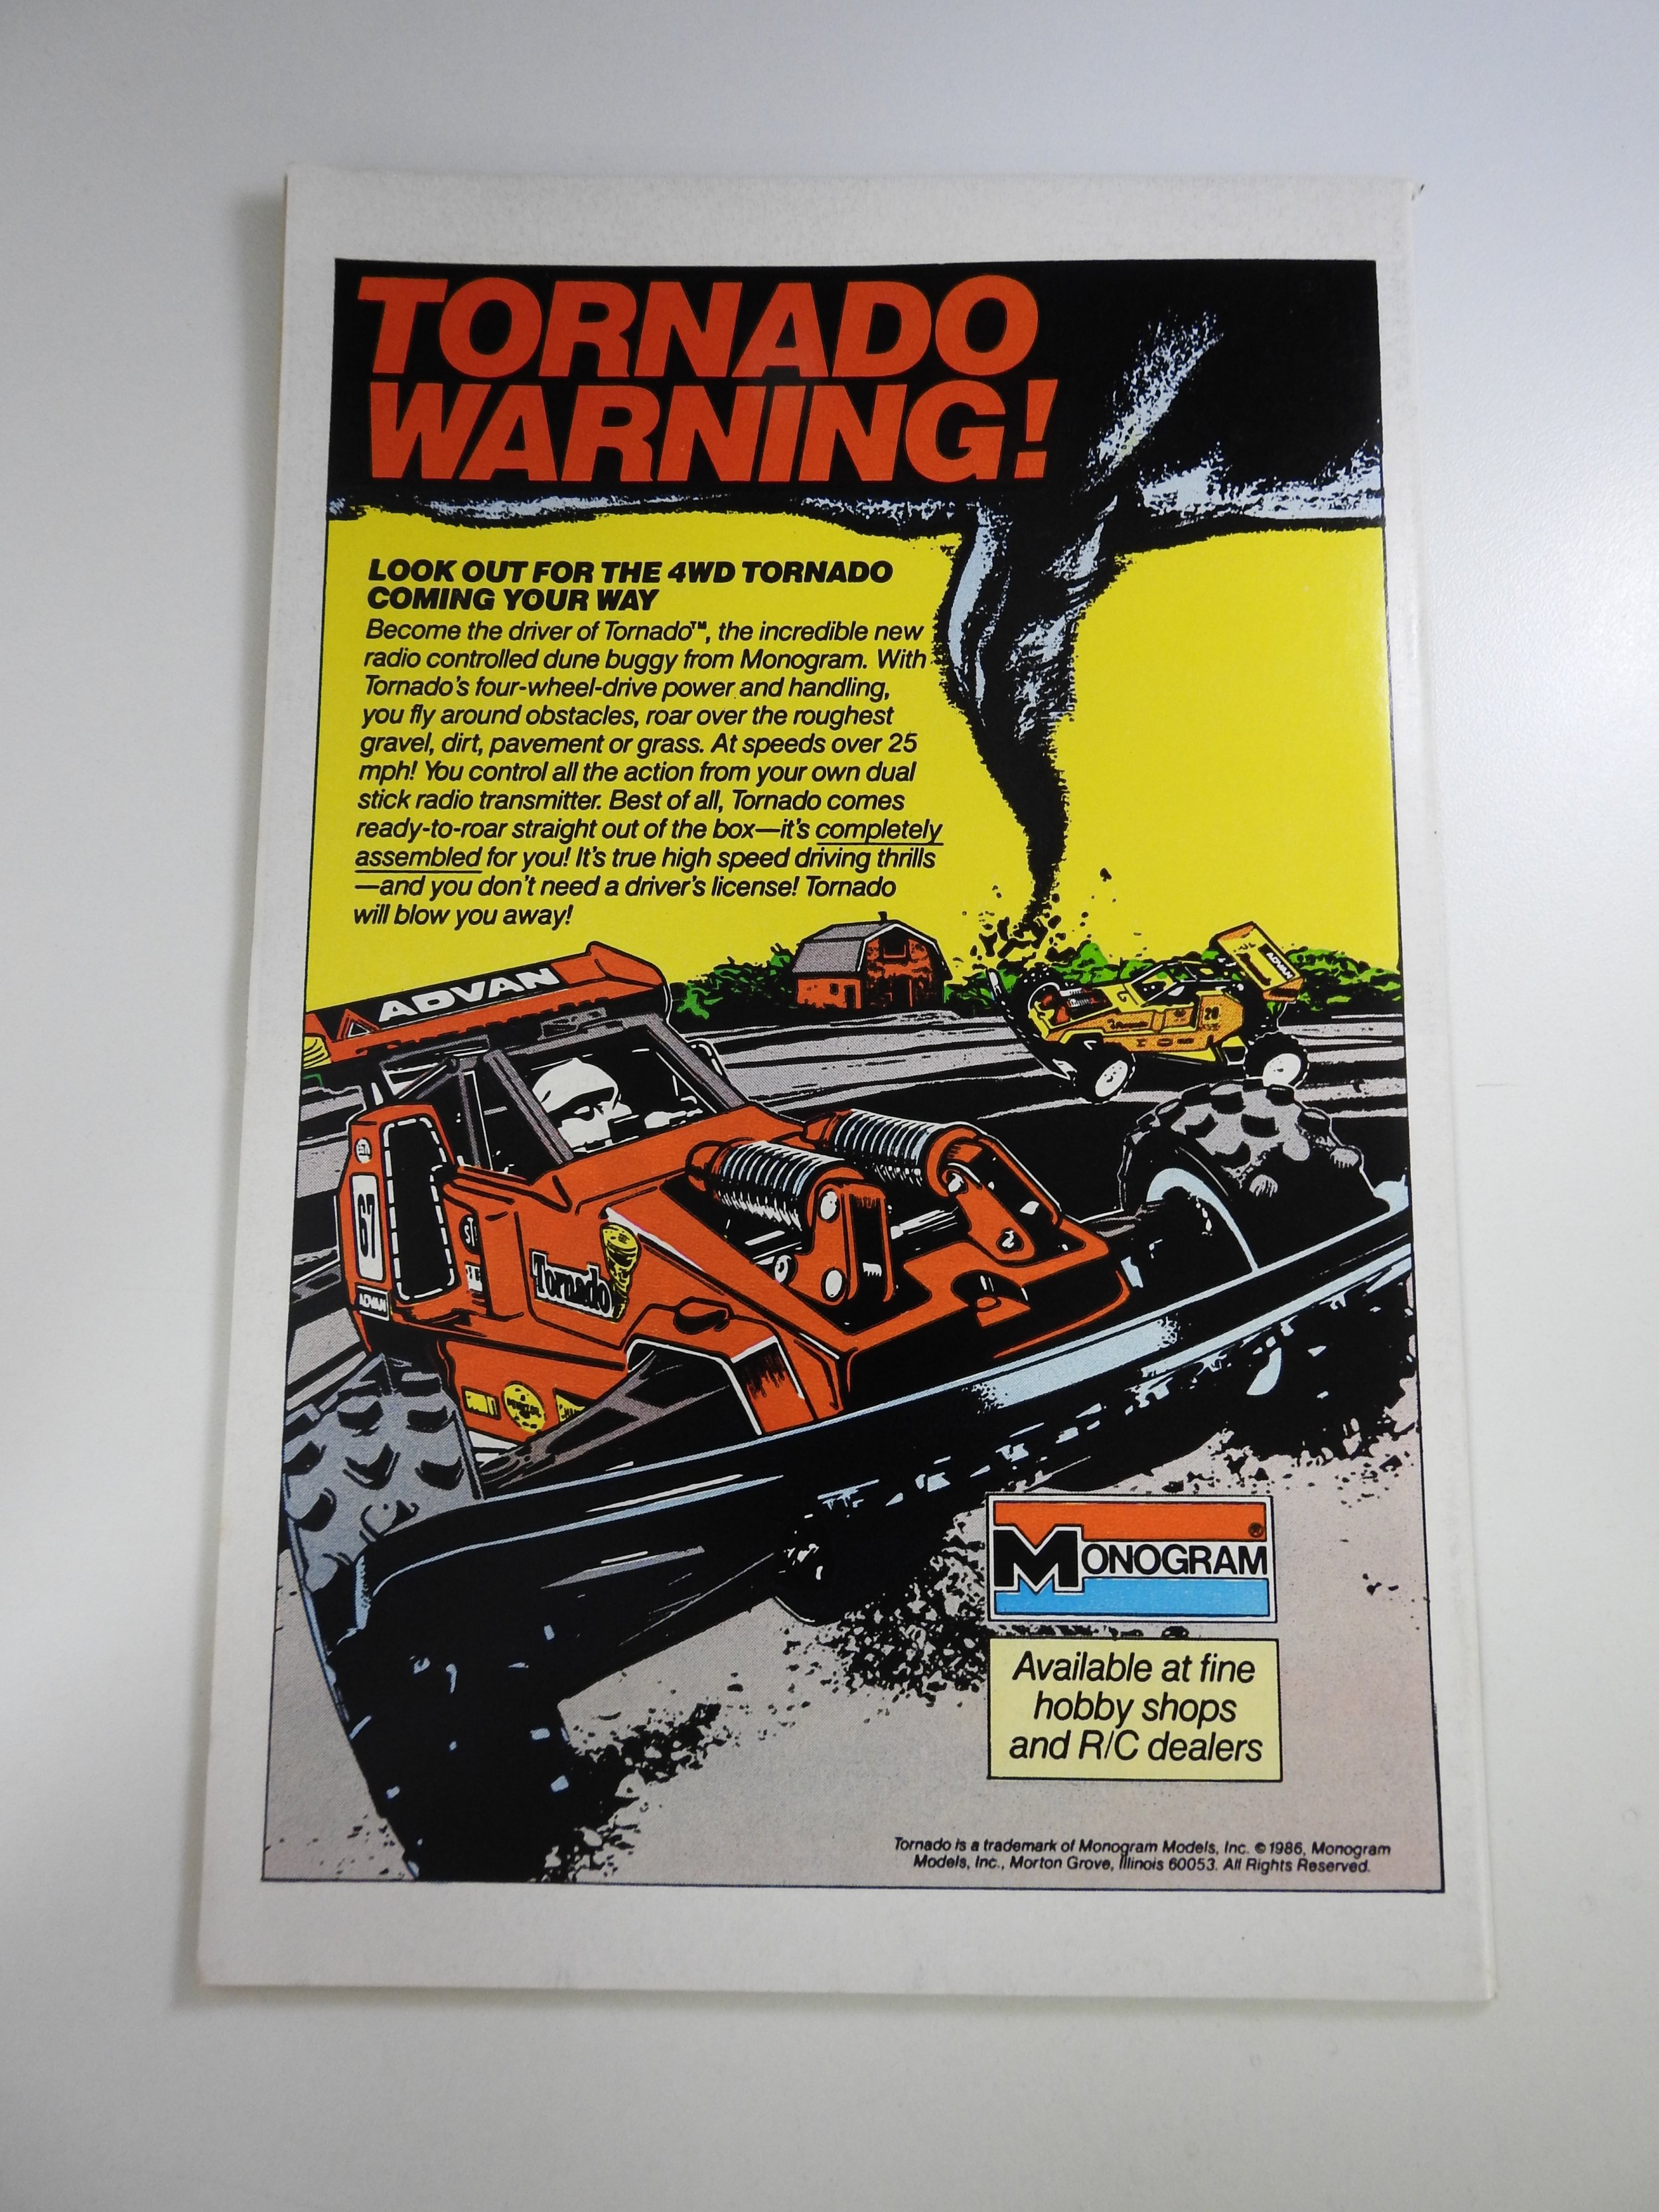 TORNADO
WARNING!
LOOK OUT FOR THE 4WD TORNADO
COMING YOUR WAY
Become the driver of Tornado™, the incredible new
radio controlled dune buggy from Monogram. With
Tornado's four-wheel-drive power and handling,
you fly around obstacles, roar over the roughest
gravel, dirt, pavement or grass. At speeds over 25
mph! You control all the action from your own dual
stick radio transmitter. Best of all, Tornado comes
ready-to-roar straight out of the box—it's completely
assembled for you! It's true high speed driving thrills
—and you don't need a driver's license! Tornado
will blow you away!
ADVAN
ADVAN
20
67
ADVAN
Tornado
MONOGRAM®
Available at fine
hobby shops
and R/C dealers
Tornado is a trademark of Monogram Models, Inc. ©1986, Monogram
Models, Inc., Morton Grove, Illinois 60053. All Rights Reserved.